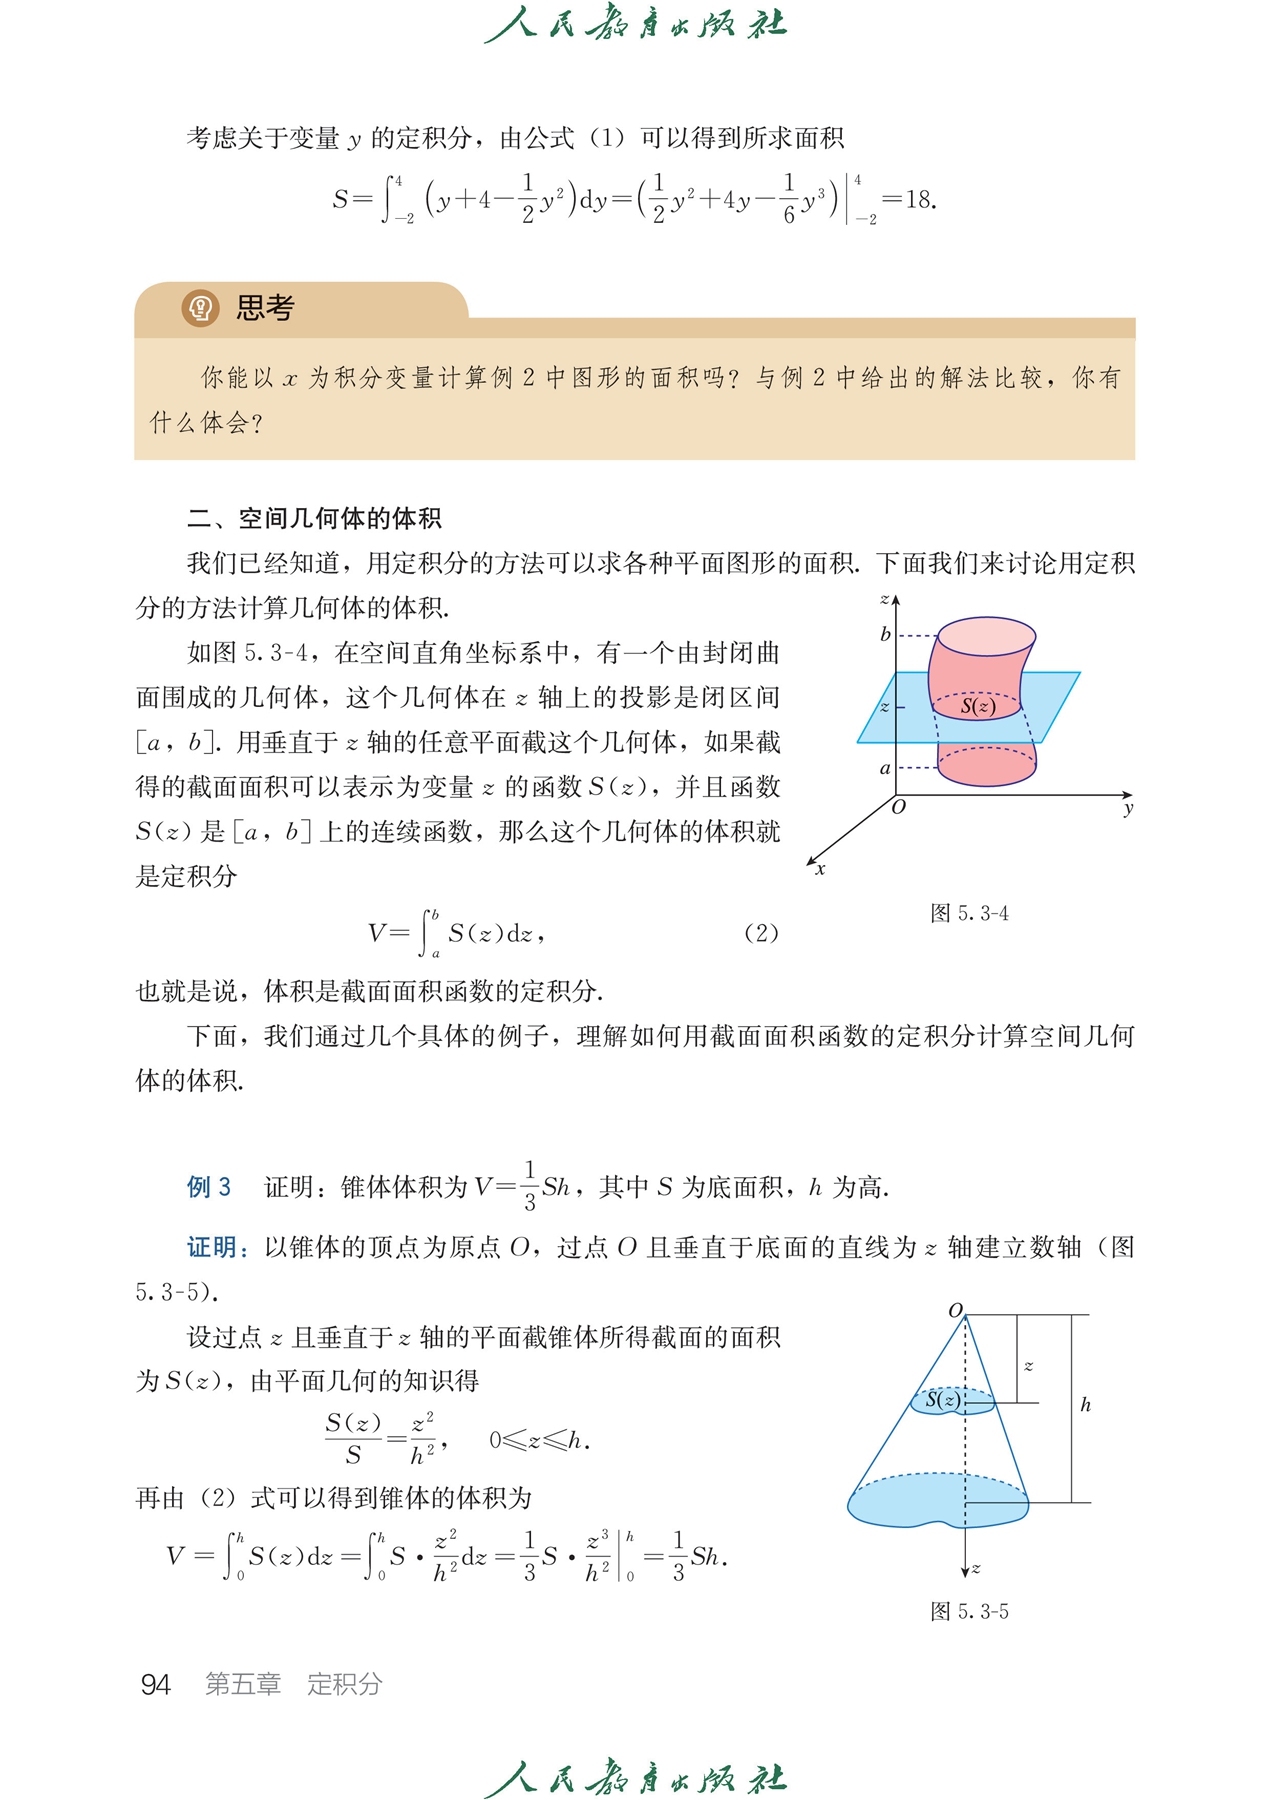 人民教育出版社
考虑关于变量 y 的定积分，由公式（1）可以得到所求面积
S=∫_{-2}^{4}(y+4-\frac{1}{2}y²)dy=(\frac{1}{2}y²+4y-\frac{1}{6}y³)|_{-2}^{4}=18.
思考
你能以 x 为积分变量计算例 2 中图形的面积吗？与例 2 中给出的解法比较，你有
什么体会？
二、空间几何体的体积
我们已经知道，用定积分的方法可以求各种平面图形的面积. 下面我们来讨论用定积
分的方法计算几何体的体积.
如图 5.3-4，在空间直角坐标系中，有一个由封闭曲
面围成的几何体，这个几何体在 z 轴上的投影是闭区间
[a，b]. 用垂直于 z 轴的任意平面截这个几何体，如果截
得的截面面积可以表示为变量 z 的函数 S(z)，并且函数
S(z) 是 [a，b] 上的连续函数，那么这个几何体的体积就
是定积分
V=∫_{a}^{b} S(z)dz， （2）
z
b
z
S(z)
a
O
y
x
图 5.3-4
也就是说，体积是截面面积函数的定积分.
下面，我们通过几个具体的例子，理解如何用截面面积函数的定积分计算空间几何
体的体积.
例 3 证明：锥体体积为 V=\frac{1}{3}Sh，其中 S 为底面积，h 为高.
证明：以锥体的顶点为原点 O，过点 O 且垂直于底面的直线为 z 轴建立数轴（图
5.3-5）.
设过点 z 且垂直于 z 轴的平面截锥体所得截面的面积
为 S(z)，由平面几何的知识得
\frac{S(z)}{S}=\frac{z²}{h²}， 0≤z≤h.
再由（2）式可以得到锥体的体积为
V=∫_{0}^{h}S(z)dz=∫_{0}^{h}S·\frac{z²}{h²}dz=\frac{1}{3}S·\frac{z³}{h²}|_{0}^{h}=\frac{1}{3}Sh.
O
z
S(z)
h
z
图 5.3-5
94 第五章 定积分
人民教育出版社